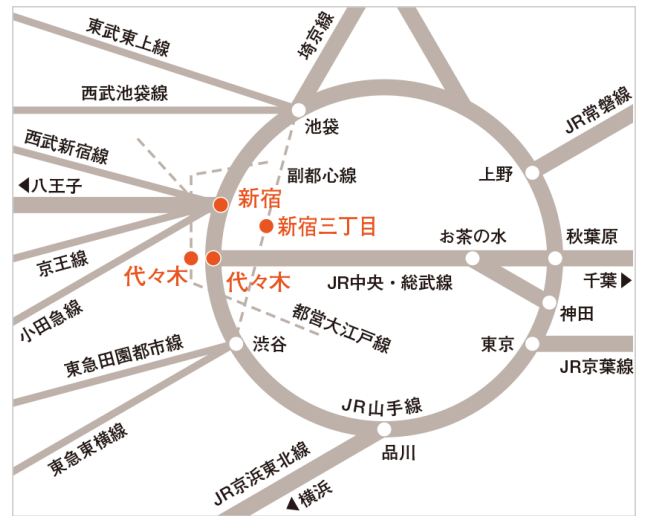 東武東上線
埼京線
西武池袋線
池袋
JR常磐線
西武新宿線
副都心線
上野
◀八王子
新宿
新宿三丁目
お茶の水
秋葉原
京王線
代々木
代々木
JR中央・総武線
千葉▶
小田急線
都営大江戸線
神田
東急田園都市線
渋谷
東京
JR京葉線
JR山手線
東急東横線
品川
JR京浜東北線
▲横浜